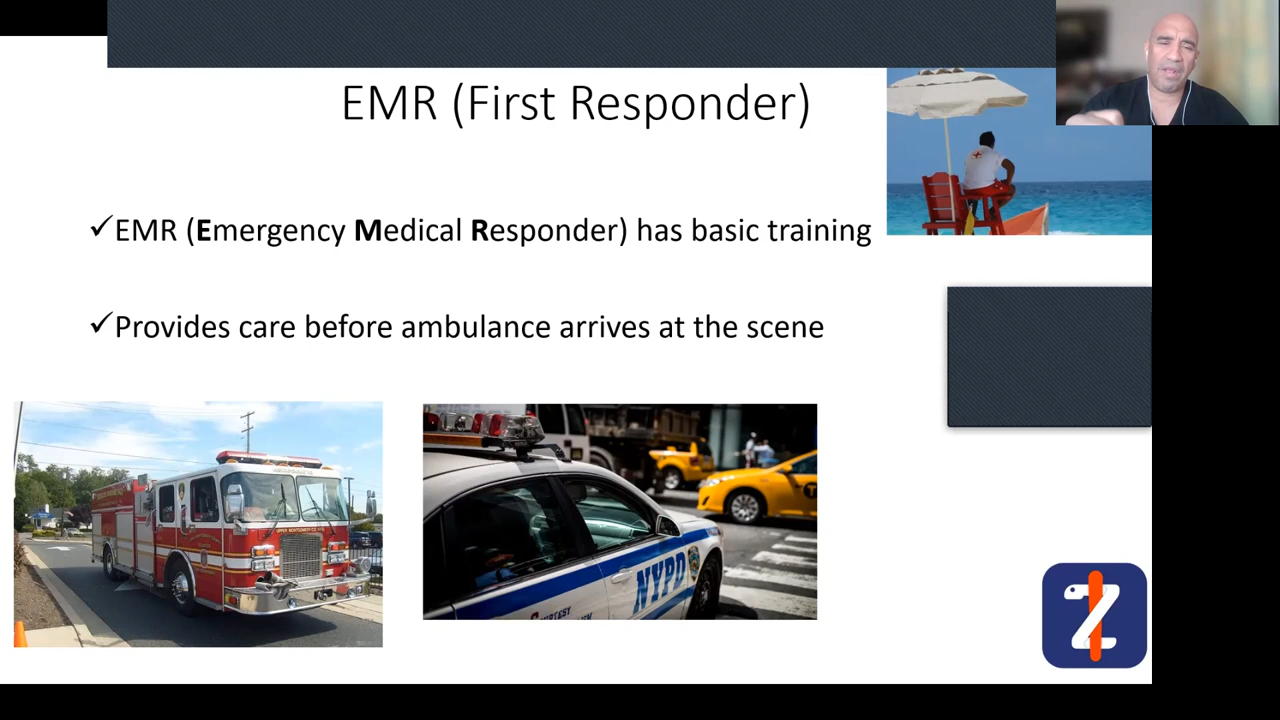 EMR (First Responder)
✓EMR (Emergency Medical Responder) has basic training
✓Provides care before ambulance arrives at the scene
NYPD
Z